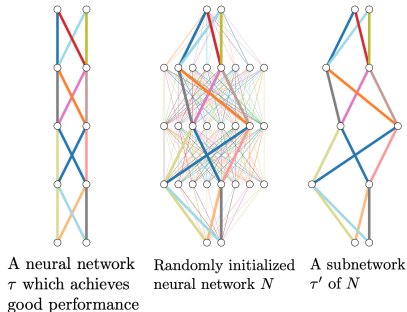 A neural network
τ which achieves
good performance
Randomly initialized
neural network N
A subnetwork
τ′ of N